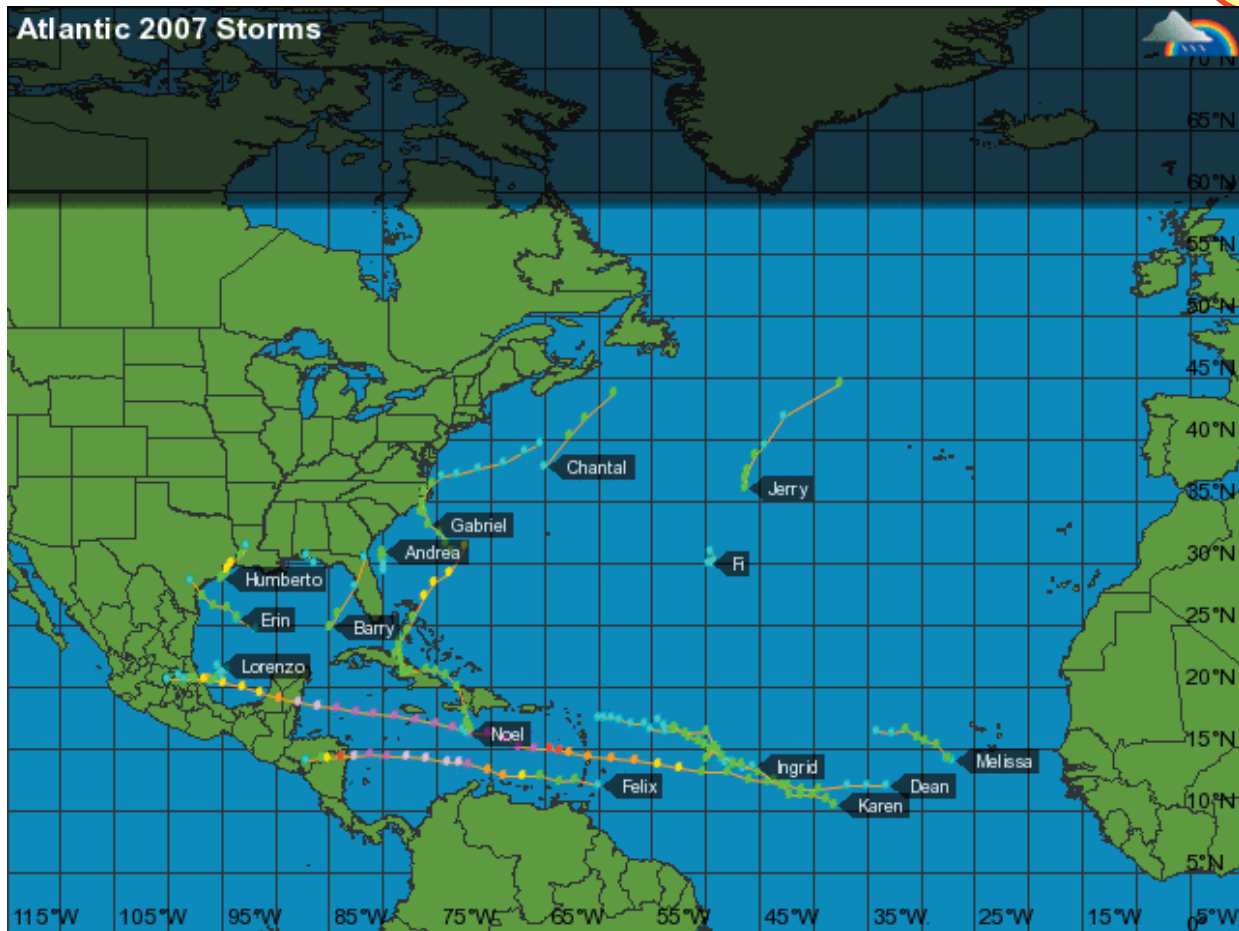 Atlantic 2007 Storms
70°N
65°N
60°N
55°N
50°N
45°N
40°N
Chantal
Jerry
35°N
Gabriel
Andrea
30°N
Fi
Humberto
Erin
Barry
25°N
Lorenzo
20°N
Noel
15°N
Ingrid
Melissa
Felix
Dean
Karen
10°N
5°N
115°W 105°W 95°W 85°W 75°W 65°W 55°W 45°W 35°W 25°W 15°W 0° 5°W